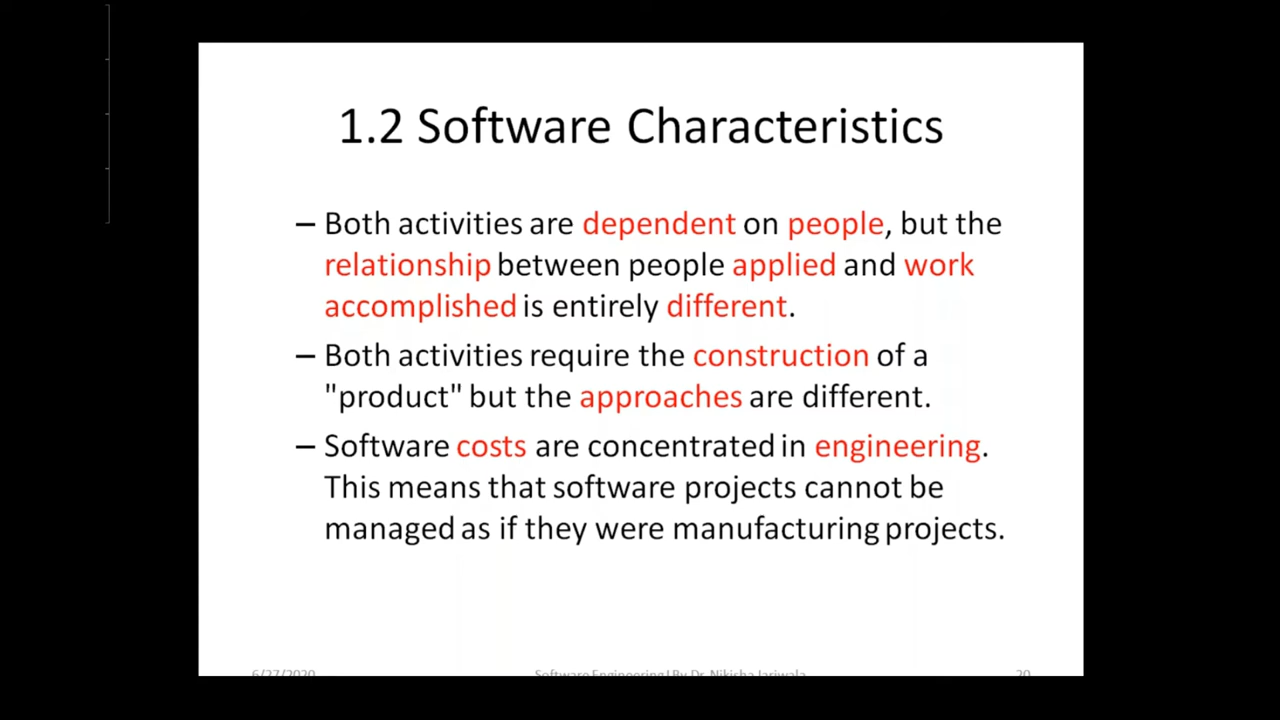 1.2 Software Characteristics
– Both activities are dependent on people, but the
relationship between people applied and work
accomplished is entirely different.
– Both activities require the construction of a
"product" but the approaches are different.
– Software costs are concentrated in engineering.
This means that software projects cannot be
managed as if they were manufacturing projects.
6/27/2020
Software Engineering | By Dr. Nikisha Jariwala
20